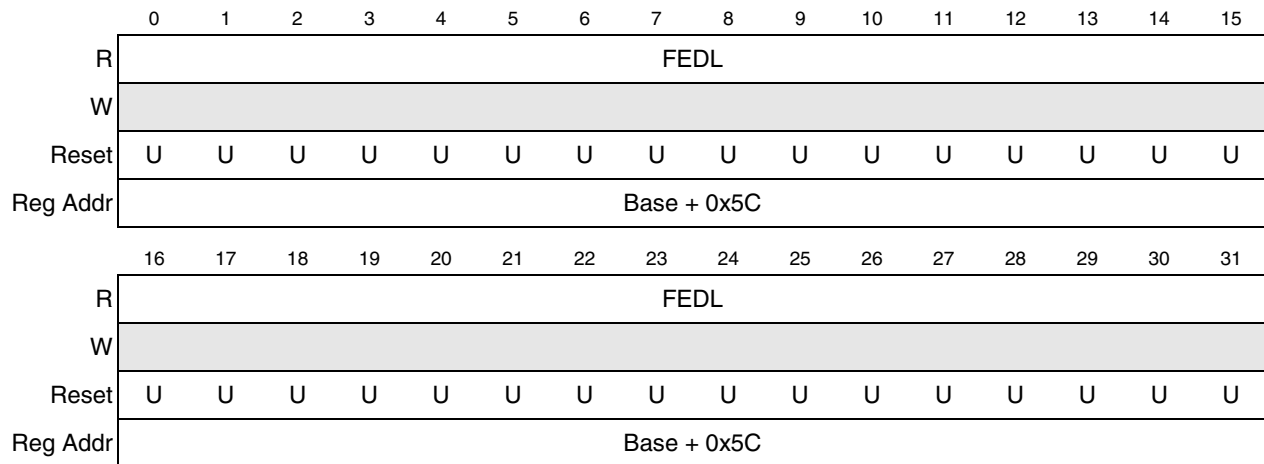 0 1 2 3 4 5 6 7 8 9 10 11 12 13 14 15
R FEDL
W
Reset U U U U U U U U U U U U U U U U
Reg Addr Base + 0x5C
16 17 18 19 20 21 22 23 24 25 26 27 28 29 30 31
R FEDL
W
Reset U U U U U U U U U U U U U U U U
Reg Addr Base + 0x5C